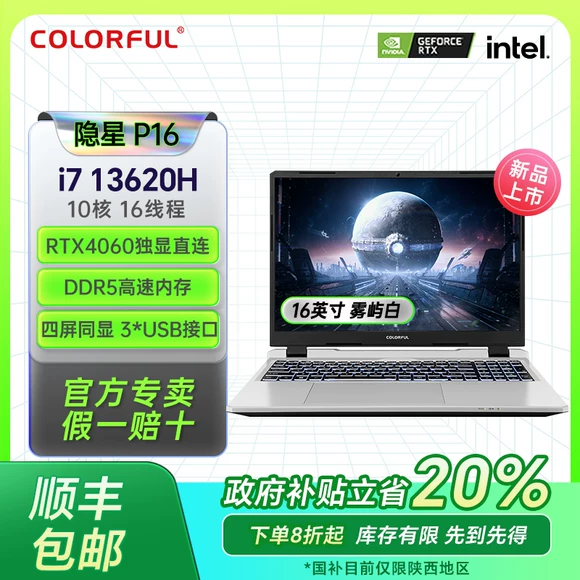 COLORFUL®
NVIDIA
GEFORCE
RTX
intel.
隐星 P16
i7 13620H
10核 16线程
RTX4060独显直连
DDR5高速内存
四屏同显 3*USB接口
官方专卖
假一赔十
新品
上市
16英寸 雾屿白
COLORFUL
顺丰
包邮
政府补贴立省20%
下单8折起 库存有限 先到先得
*国补目前仅限陕西地区